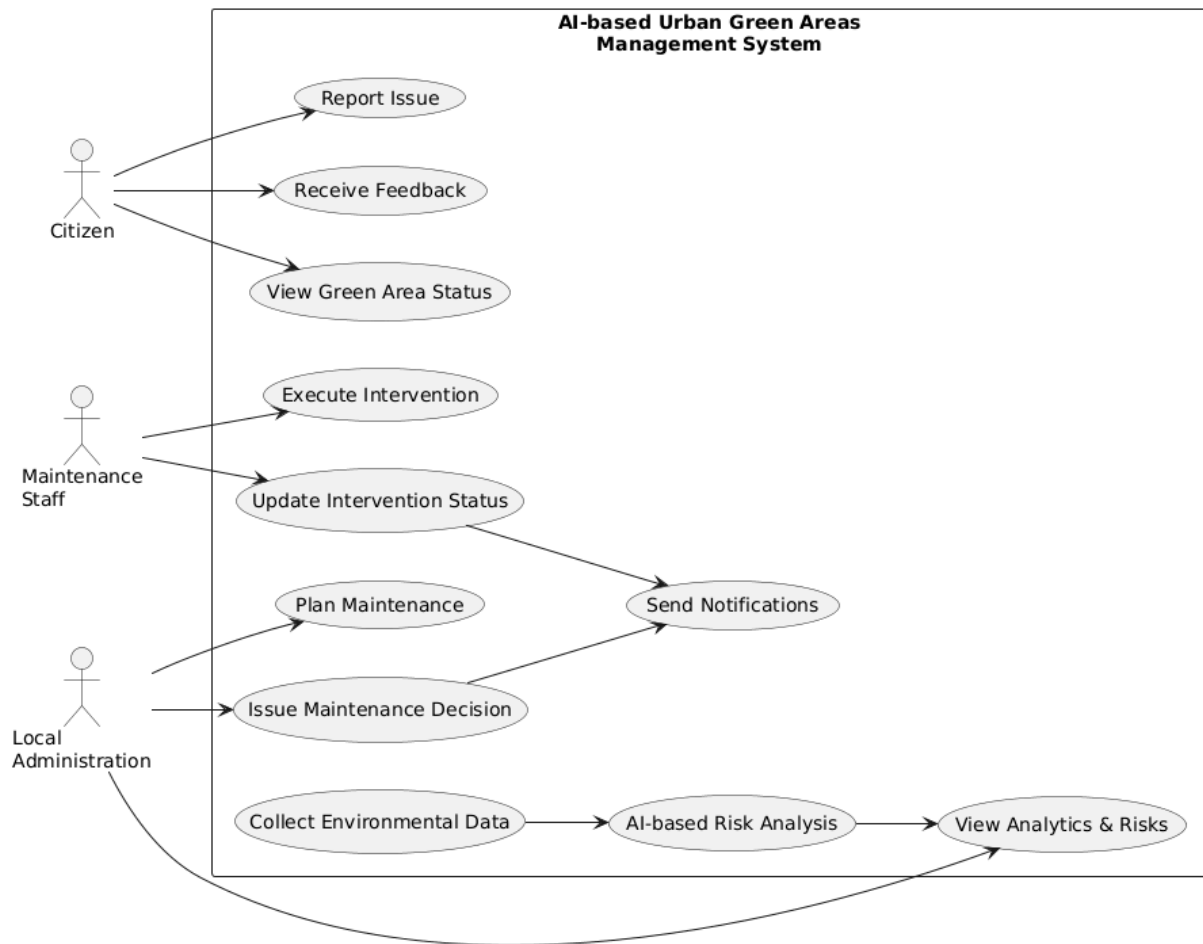 AI-based Urban Green Areas
Management System
Report Issue
Receive Feedback
Citizen
View Green Area Status
Execute Intervention
Maintenance
Staff
Update Intervention Status
Plan Maintenance
Send Notifications
Issue Maintenance Decision
Local
Administration
Collect Environmental Data
AI-based Risk Analysis
View Analytics & Risks